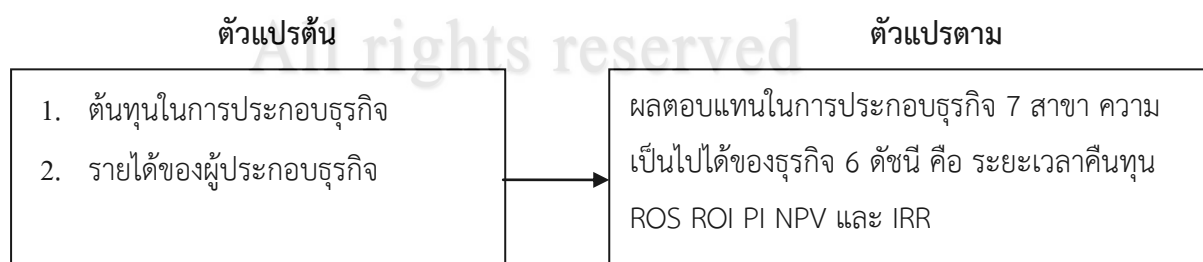 ตัวแปรต้น
ตัวแปรตาม
All rights reserved
1. ต้นทุนในการประกอบธุรกิจ
2. รายได้ของผู้ประกอบธุรกิจ
ผลตอบแทนในการประกอบธุรกิจ 7 สาขา ความ
เป็นไปได้ของธุรกิจ 6 ดัชนี คือ ระยะเวลาคืนทุน
ROS ROI PI NPV และ IRR